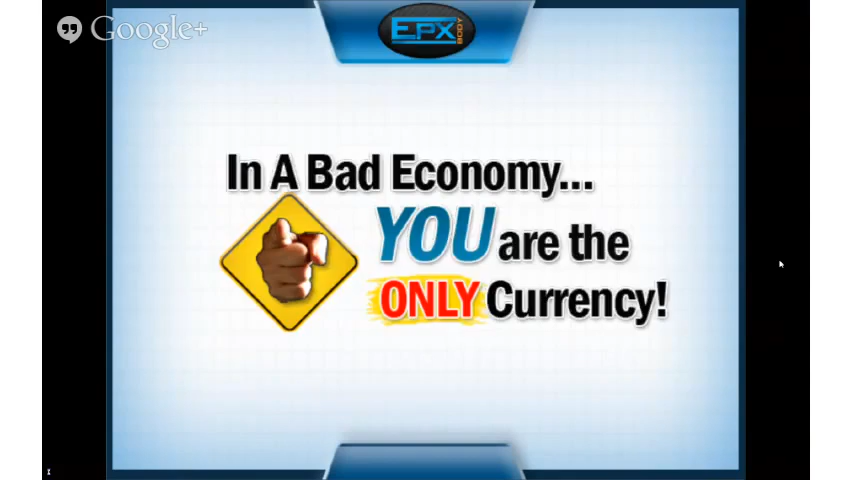 Google+
EPX BODY
In A Bad Economy...
YOU are the
ONLY Currency!